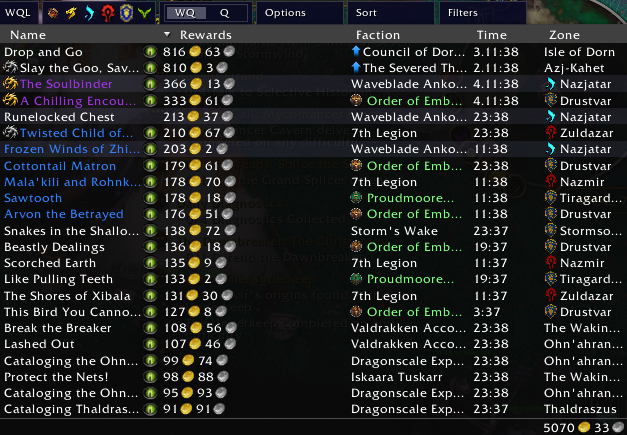 WQL WQ Q Options Sort Filters
Name Rewards Faction Time Zone
Drop and Go 816 63 Council of Dor... 3.11:38 Isle of Dorn
Slay the Goo, Sav... 810 3 The Severed Th... 2.11:38 Azj-Kahet
The Soulbinder 366 13 Waveblade Anko... 4.11:38 Nazjatar
A Chilling Encou... 333 61 Order of Emb... 4.11:38 Drustvar
Runelocked Chest 213 37 Waveblade Anko... 23:38 Nazjatar
Twisted Child of... 210 67 7th Legion 23:38 Zuldazar
Frozen Winds of Zhi... 203 2 Waveblade Anko... 11:38 Nazjatar
Cottontail Matron 179 61 Order of Emb... 23:38 Drustvar
Mala'kili and Rohnk... 178 70 7th Legion 11:38 Nazmir
Sawtooth 178 18 Proudmoore... 11:38 Tiragard...
Arvon the Betrayed 176 51 Order of Emb... 11:38 Drustvar
Snakes in the Shallo... 138 72 Storm's Wake 23:37 Stormso...
Beastly Dealings 136 18 Order of Emb... 19:37 Drustvar
Scorched Earth 135 9 7th Legion 11:37 Nazmir
Like Pulling Teeth 133 2 Proudmoore... 19:37 Tiragard...
The Shores of Xibala 131 30 7th Legion 11:37 Zuldazar
This Bird You Canno... 127 8 Order of Emb... 3:37 Drustvar
Break the Breaker 108 56 Valdrakken Acco... 23:38 The Wakin...
Lashed Out 107 46 Valdrakken Acco... 23:38 Ohn'ahran...
Cataloging the Ohn... 99 74 Dragonscale Exp... 23:38 Ohn'ahran...
Protect the Nets! 98 88 Iskaara Tuskarr 23:38 The Wakin...
Cataloging the Ohn... 95 93 Dragonscale Exp... 23:38 Ohn'ahran...
Cataloging Thaldras... 91 91 Dragonscale Exp... 23:37 Thaldraszus
5070 33